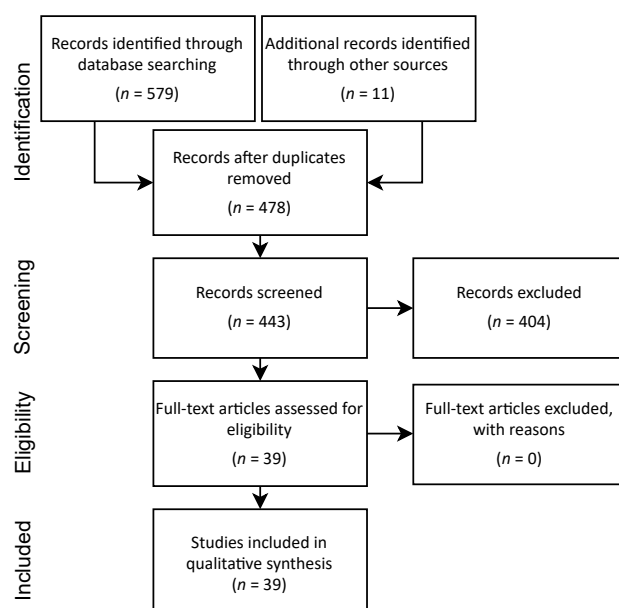 Identification
Records identified through
database searching
(n = 579)
Additional records identified
through other sources
(n = 11)
Records after duplicates
removed
(n = 478)
Screening
Records screened
(n = 443)
Records excluded
(n = 404)
Eligibility
Full-text articles assessed for
eligibility
(n = 39)
Full-text articles excluded,
with reasons
(n = 0)
Included
Studies included in
qualitative synthesis
(n = 39)